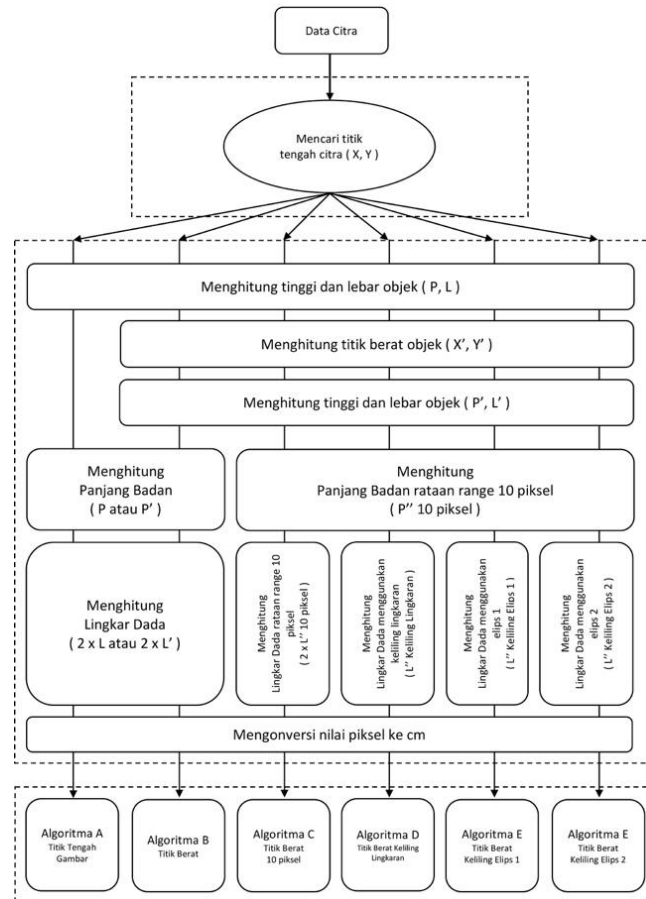 Data Citra
Mencari titik
tengah citra ( X, Y )
Menghitung tinggi dan lebar objek ( P, L )
Menghitung titik berat objek ( X’, Y’ )
Menghitung tinggi dan lebar objek ( P’, L’ )
Menghitung
Panjang Badan
( P atau P’ )
Menghitung
Panjang Badan rataan range 10 piksel
( P’’ 10 piksel )
Menghitung
Lingkar Dada
( 2 x L atau 2 x L’ )
Menghitung
Lingkar Dada rataan range 10
piksel
( 2 x L’’ 10 piksel )
Menghitung
Lingkar Dada menggunakan
keliling lingkaran
( L’’ Keliling Lingkaran )
Menghitung
Lingkar Dada menggunakan
elips 1
( L’’ Keliling Elips 1 )
Menghitung
Lingkar Dada menggunakan
elips 2
( L’’ Keliling Elips 2 )
Mengonversi nilai piksel ke cm
Algoritma A
Titik Tengah
Gambar
Algoritma B
Titik Berat
Algoritma C
Titik Berat
10 piksel
Algoritma D
Titik Berat Keliling
Lingkaran
Algoritma E
Titik Berat
Keliling Elips 1
Algoritma E
Titik Berat
Keliling Elips 2